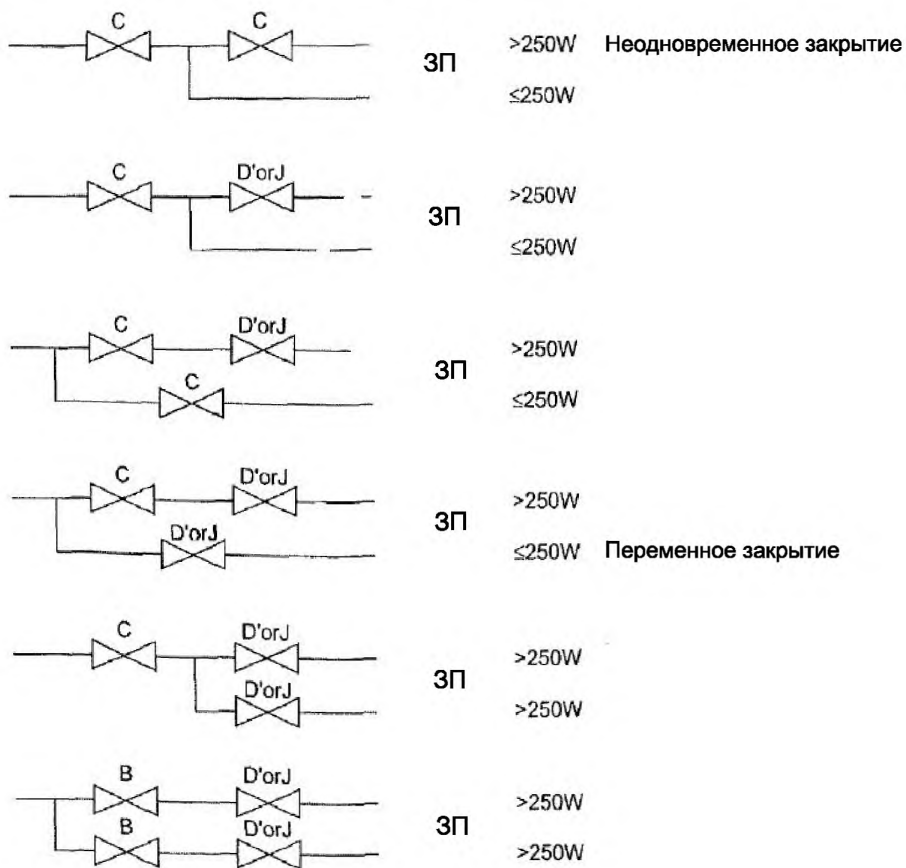 C C
ЗП >250W Неодновременное закрытие
≤250W
C D'orJ
ЗП >250W
≤250W
C D'orJ
ЗП >250W
C
≤250W
C D'orJ
ЗП >250W
D'orJ
≤250W Переменное закрытие
C D'orJ
ЗП >250W
D'orJ
>250W
B D'orJ
ЗП >250W
B D'orJ
>250W